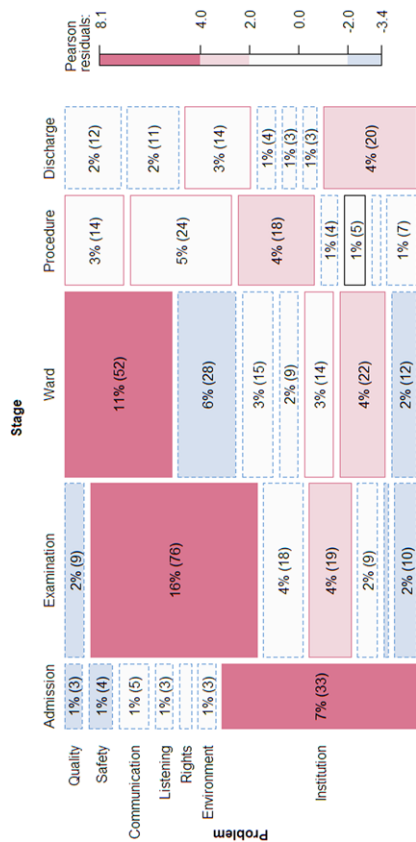 Stage
Admission Examination Ward Procedure Discharge
Pearson
residuals:
Problem
Quality 1% (3) 2% (9) 11% (52) 3% (14) 2% (12)
Safety 1% (4) 16% (76) 6% (28) 5% (24) 2% (11)
Communication 1% (5) 4% (18) 3% (15) 4% (18) 3% (14)
Listening 1% (3) 4% (19) 2% (9) 1% (4) 1% (4)
Rights 2% (9) 3% (14) 1% (5) 1% (3)
Environment 1% (3) 4% (22) 1% (3)
Institution 7% (33) 2% (10) 2% (12) 1% (7) 4% (20)
8.1
4.0
2.0
0.0
-2.0
-3.4